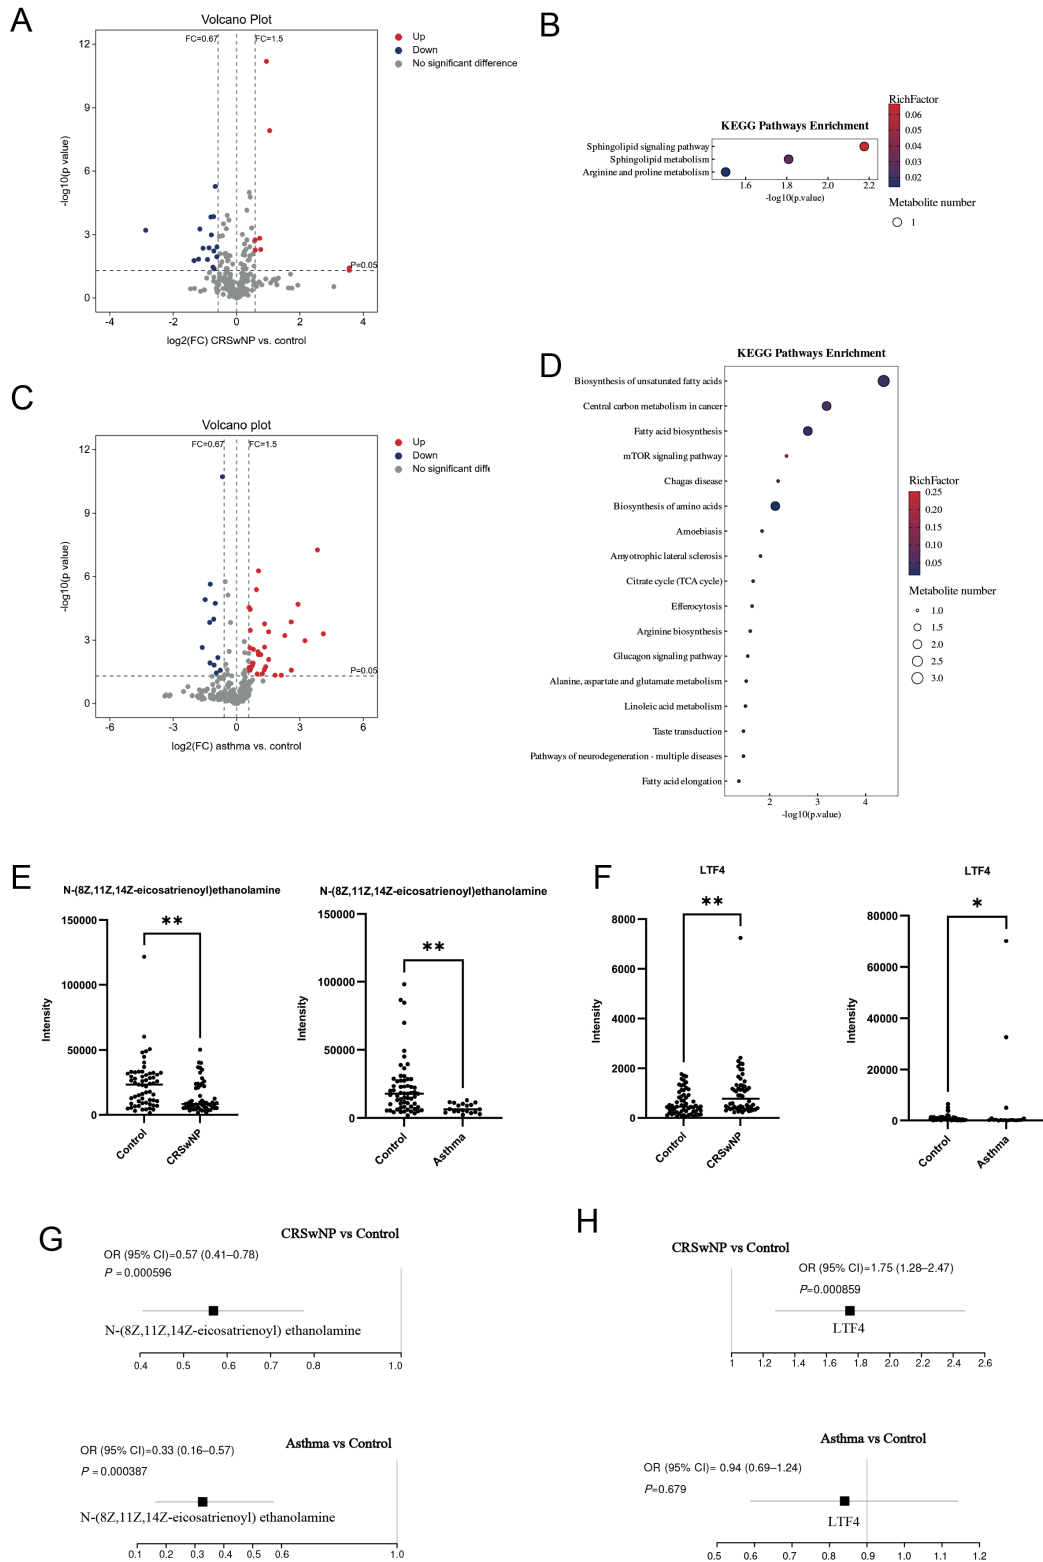 A
Volcano Plot
FC=0.67
FC=1.5
Up
Down
No significant difference
12
9
6
3
0
-log10(p value)
P=0.05
-4
-2
0
2
4
log2(FC) CRSwNP vs. control
B
KEGG Pathways Enrichment
Sphingolipid signaling pathway
Sphingolipid metabolism
Arginine and proline metabolism
1.6
1.8
2.0
2.2
-log10(p.value)
RichFactor
0.06
0.05
0.04
0.03
0.02
Metabolite number
1
C
Volcano plot
FC=0.67
FC=1.5
Up
Down
No significant diffe
12
9
6
3
0
-log10(p value)
P=0.05
-6
-3
0
3
6
log2(FC) asthma vs. control
D
KEGG Pathways Enrichment
Biosynthesis of unsaturated fatty acids
Central carbon metabolism in cancer
Fatty acid biosynthesis
mTOR signaling pathway
Chagas disease
Biosynthesis of amino acids
Amoebiasis
Amyotrophic lateral sclerosis
Citrate cycle (TCA cycle)
Efferocytosis
Arginine biosynthesis
Glucagon signaling pathway
Alanine, aspartate and glutamate metabolism
Linoleic acid metabolism
Taste transduction
Pathways of neurodegeneration - multiple diseases
Fatty acid elongation
2
3
4
-log10(p.value)
RichFactor
0.25
0.20
0.15
0.10
0.05
Metabolite number
1.0
1.5
2.0
2.5
3.0
E
N-(8Z,11Z,14Z-eicosatrienoyl)ethanolamine
150000
100000
50000
0
Intensity
**
Control
CRSwNP
N-(8Z,11Z,14Z-eicosatrienoyl)ethanolamine
150000
100000
50000
0
Intensity
**
Control
Asthma
F
LTF4
8000
6000
4000
2000
0
Intensity
**
Control
CRSwNP
LTF4
80000
60000
40000
20000
0
Intensity
*
Control
Asthma
G
CRSwNP vs Control
OR (95% CI)=0.57 (0.41–0.78)
P =0.000596
N-(8Z,11Z,14Z-eicosatrienoyl) ethanolamine
0.4
0.5
0.6
0.7
0.8
1.0
Asthma vs Control
OR (95% CI)=0.33 (0.16–0.57)
P =0.000387
N-(8Z,11Z,14Z-eicosatrienoyl) ethanolamine
0.1
0.2
0.3
0.4
0.5
0.6
1.0
H
CRSwNP vs Control
OR (95% CI)=1.75 (1.28–2.47)
P=0.000859
LTF4
1
1.2
1.4
1.6
1.8
2.0
2.2
2.4
2.6
Asthma vs Control
OR (95% CI)= 0.94 (0.69–1.24)
P=0.679
LTF4
0.5
0.6
0.7
0.8
0.9
1.0
1.1
1.2